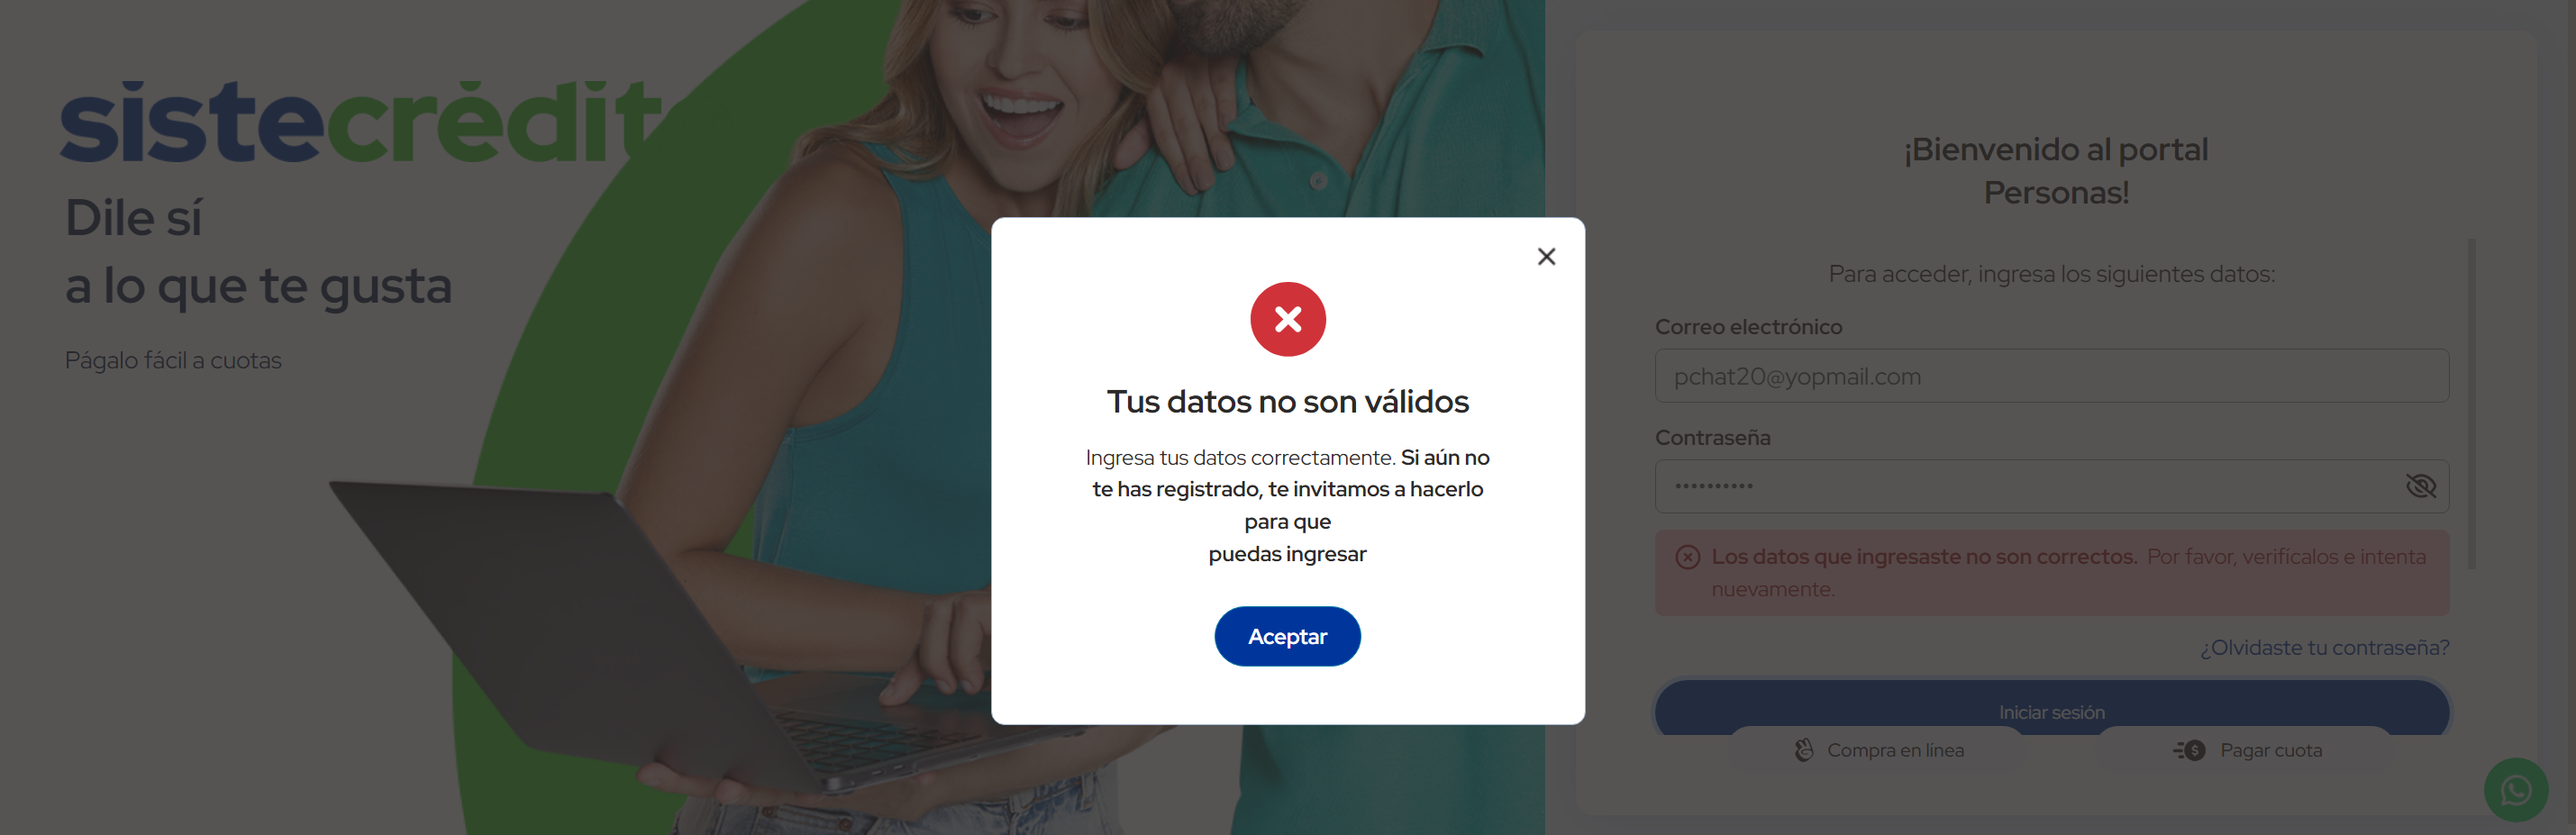 sistecrédit
Dile sí
a lo que te gusta
Págalo fácil a cuotas
Tus datos no son válidos
Ingresa tus datos correctamente. Si aún no
te has registrado, te invitamos a hacerlo
para que
puedas ingresar
Aceptar
¡Bienvenido al portal
Personas!
Para acceder, ingresa los siguientes datos:
Correo electrónico
pchat20@yopmail.com
Contraseña
••••••••••
Los datos que ingresaste no son correctos. Por favor, verifícalos e intenta
nuevamente.
¿Olvidaste tu contraseña?
Iniciar sesión
Compra en línea
Pagar cuota